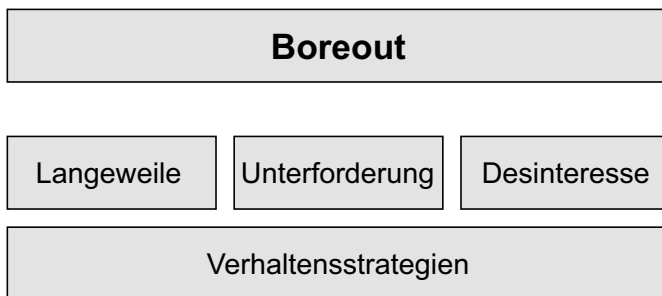 Boreout
Langeweile Unterforderung Desinteresse
Verhaltensstrategien